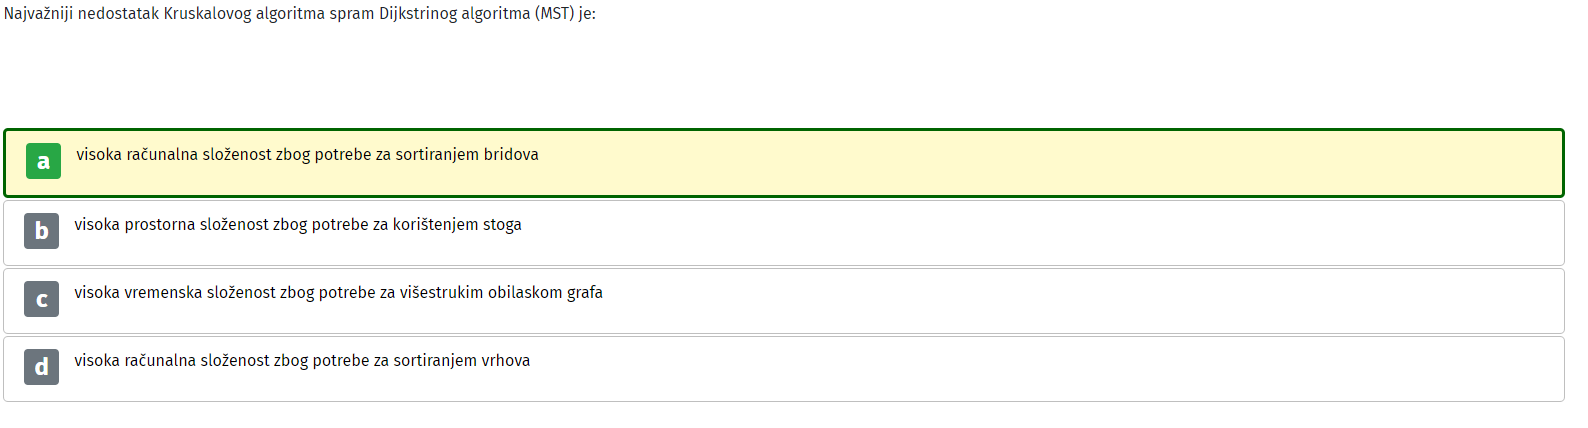 Najvažniji nedostatak Kruskalovog algoritma spram Dijkstrinog algoritma (MST) je:
a visoka računalna složenost zbog potrebe za sortiranjem bridova
b visoka prostorna složenost zbog potrebe za korištenjem stoga
c visoka vremenska složenost zbog potrebe za višestrukim obilaskom grafa
d visoka računalna složenost zbog potrebe za sortiranjem vrhova